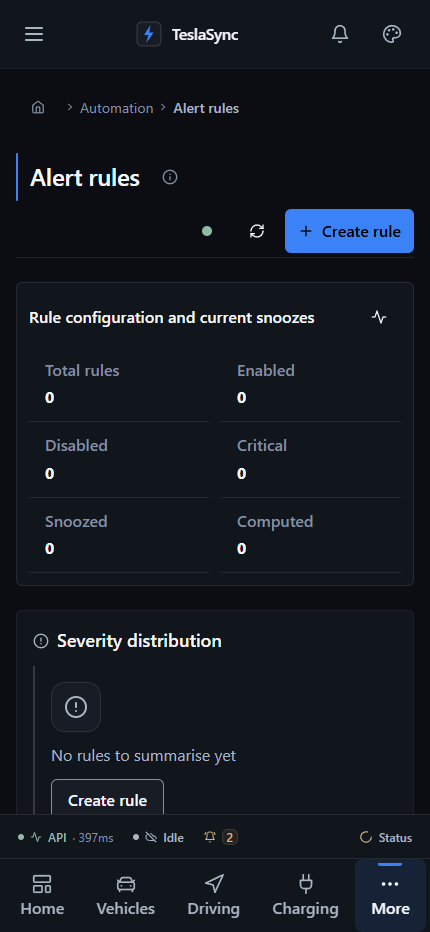 TeslaSync
Automation
Alert rules
Alert rules
Create rule
Rule configuration and current snoozes
Total rules
0
Enabled
0
Disabled
0
Critical
0
Snoozed
0
Computed
0
Severity distribution
No rules to summarise yet
Create rule
API · 397ms
Idle
2
Status
Home
Vehicles
Driving
Charging
More